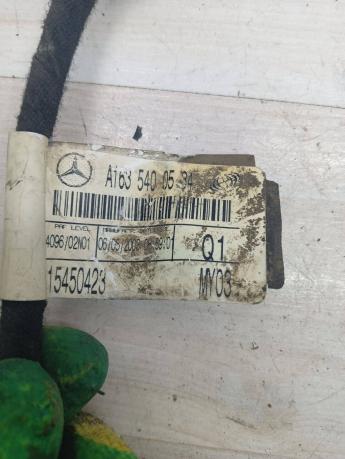 A163 540 05 34
PAF LEVEL
4096/02N01
Q1
15450423
MY03